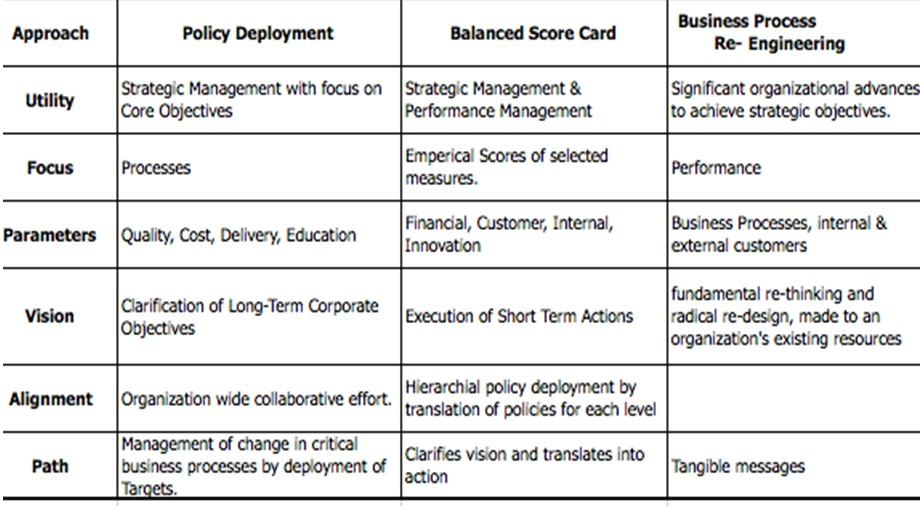 Approach
Policy Deployment
Balanced Score Card
Business Process
Re- Engineering
Utility
Strategic Management with focus on
Core Objectives
Strategic Management &
Performance Management
Significant organizational advances
to achieve strategic objectives.
Focus
Processes
Emperical Scores of selected
measures.
Performance
Parameters
Quality, Cost, Delivery, Education
Financial, Customer, Internal,
Innovation
Business Processes, internal &
external customers
Vision
Clarification of Long-Term Corporate
Objectives
Execution of Short Term Actions
fundamental re-thinking and
radical re-design, made to an
organization's existing resources
Alignment
Organization wide collaborative effort.
Hierarchial policy deployment by
translation of policies for each level
Path
Management of change in critical
business processes by deployment of
Targets.
Clarifies vision and translates into
action
Tangible messages